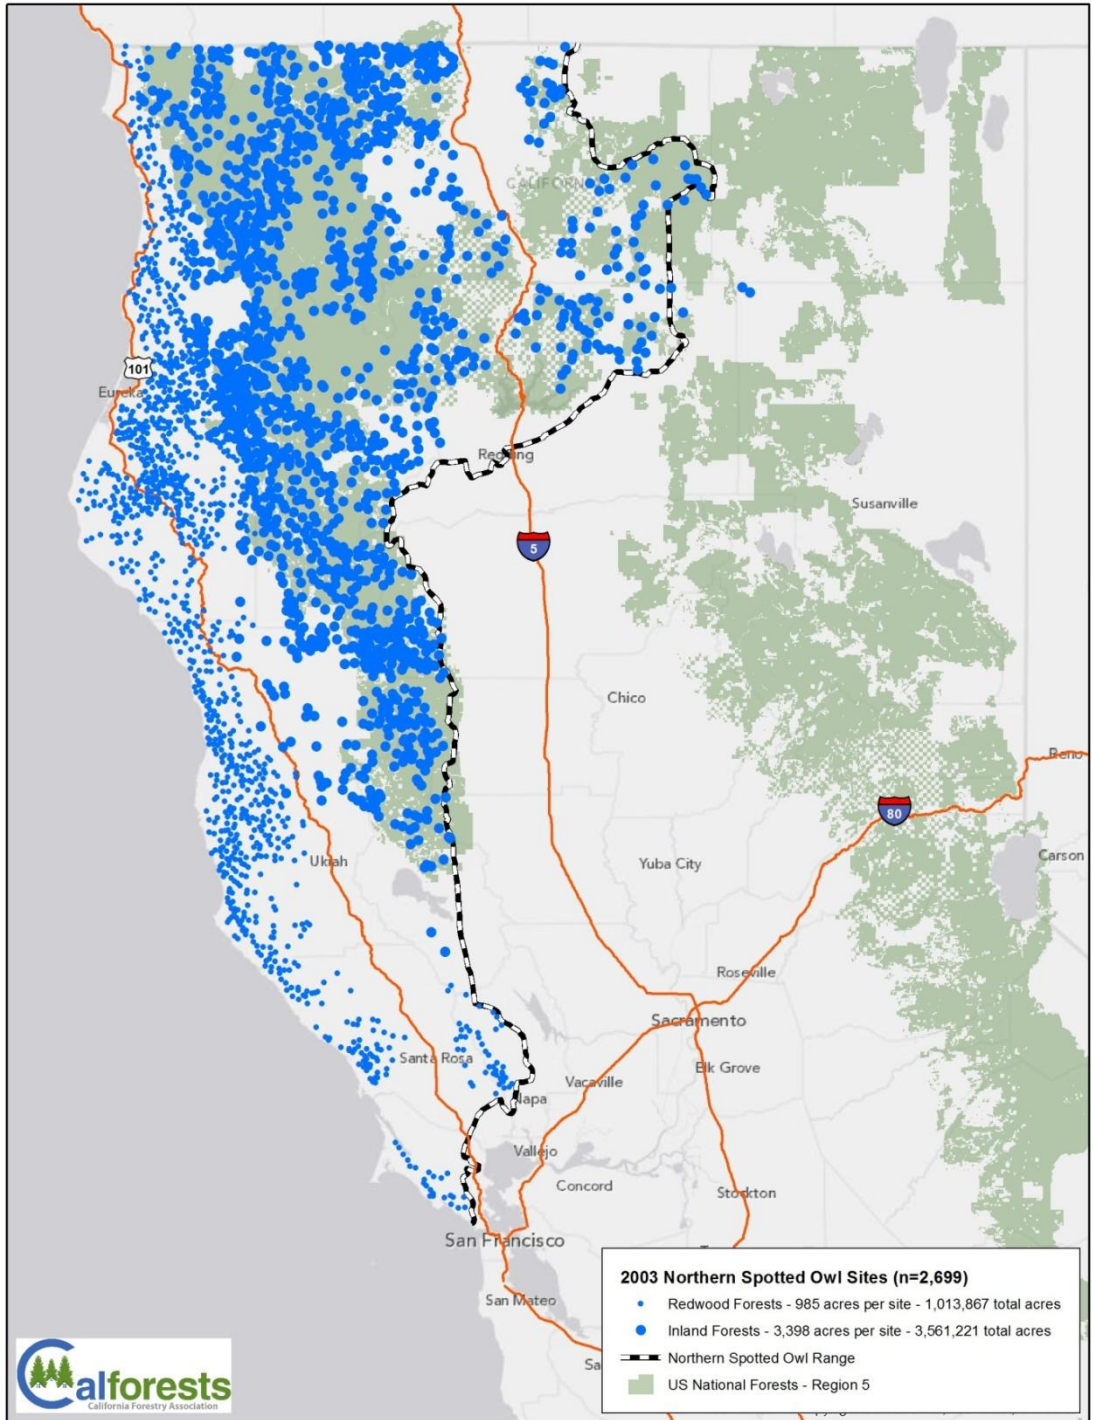 CALIFORN
101
Eureka
Redding
Susanville
5
Chico
Reno
80
Ukiah
Yuba City
Carson
Roseville
Sacramento
Santa Rosa
Elk Grove
Vacaville
Napa
Vallejo
Concord
Stockton
San Francisco
San Mateo
Sa
2003 Northern Spotted Owl Sites (n=2,699)
Redwood Forests - 985 acres per site - 1,013,867 total acres
Inland Forests - 3,398 acres per site - 3,561,221 total acres
Northern Spotted Owl Range
US National Forests - Region 5
Calforests
California Forestry Association